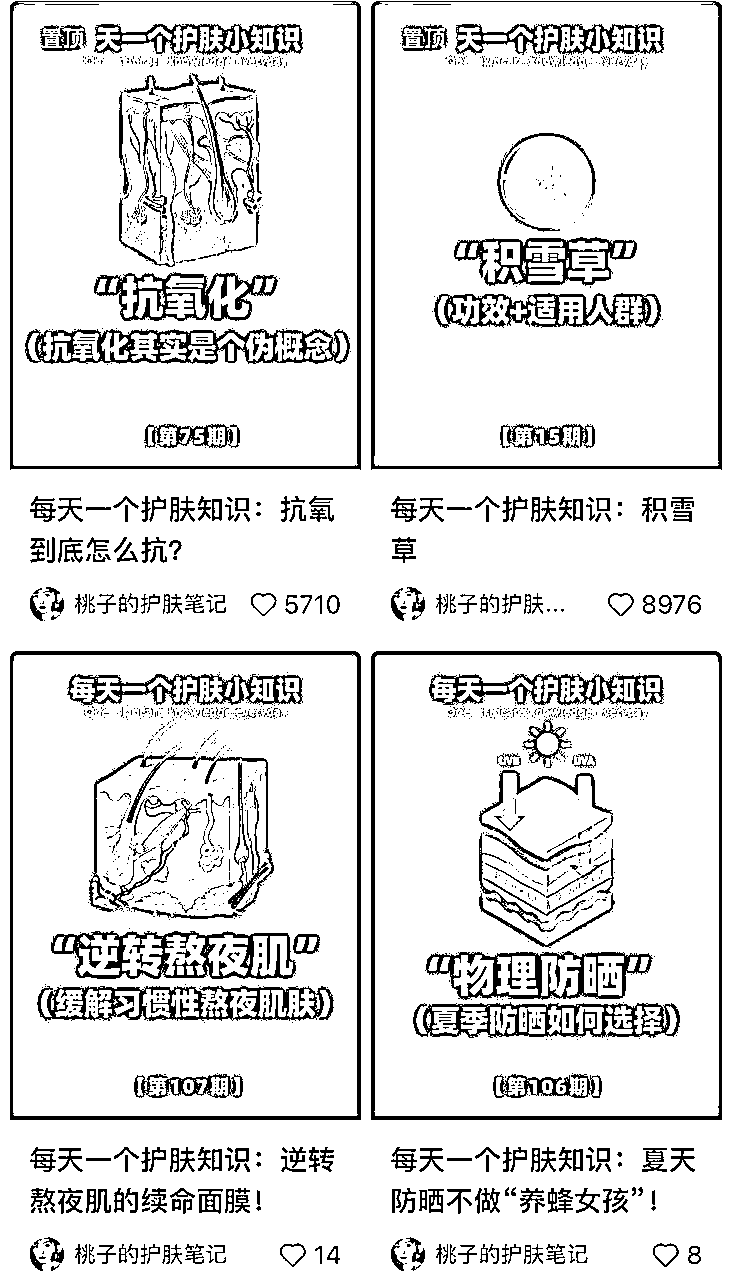 置顶 天一个护肤小知识
“抗氧化”
(抗氧化其实是个伪概念)
【第75期】
每天一个护肤知识：抗氧
到底怎么抗？
桃子的护肤笔记 5710
置顶 天一个护肤小知识
“积雪草”
(功效+适用人群)
【第15期】
每天一个护肤知识：积雪
草
桃子的护肤... 8976
每天一个护肤小知识
“逆转熬夜肌”
(缓解习惯性熬夜肌肤)
【第107期】
每天一个护肤知识：逆转
熬夜肌的续命面膜！
桃子的护肤笔记 14
每天一个护肤小知识
UVB UVA
“物理防晒”
(夏季防晒如何选择)
【第106期】
每天一个护肤知识：夏天
防晒不做“养蜂女孩”！
桃子的护肤笔记 8